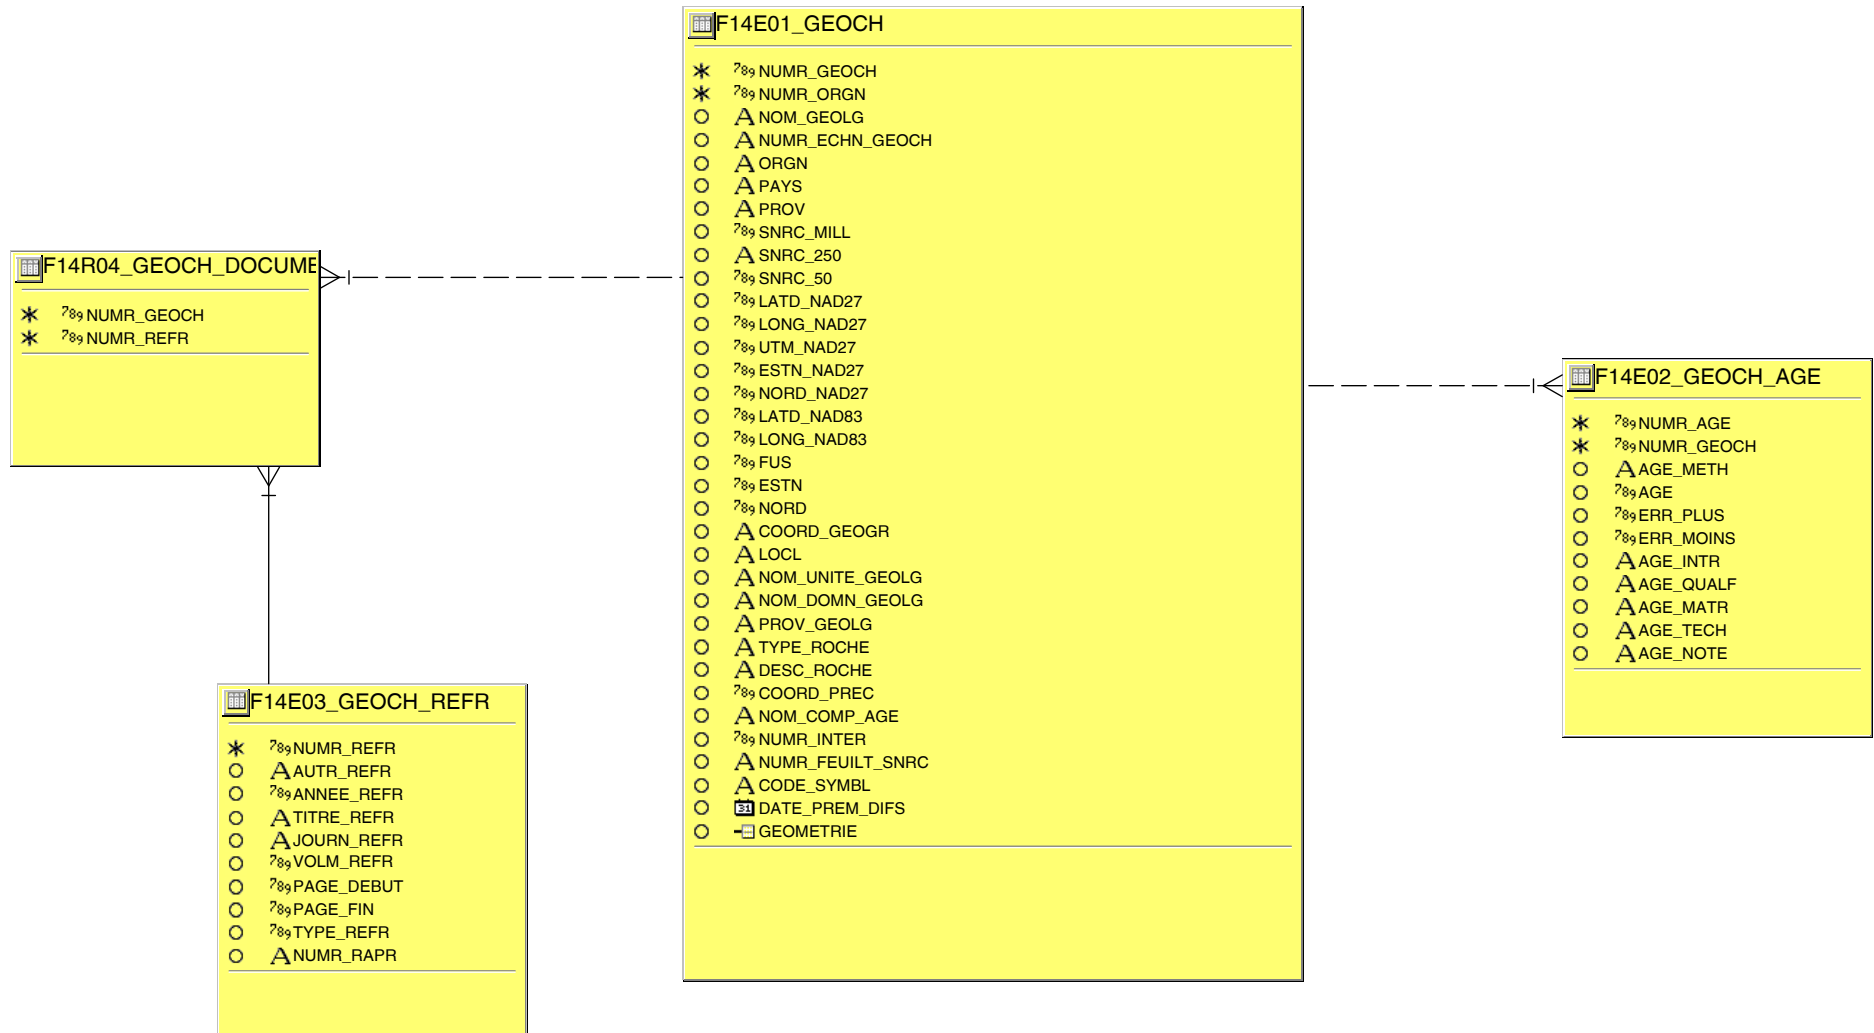 F14E01_GEOCH
NUMR_GEOCH
NUMR_ORGN
NOM_GEOLG
NUMR_ECHN_GEOCH
ORGN
PAYS
PROV
SNRC_MILL
SNRC_250
SNRC_50
LATD_NAD27
LONG_NAD27
UTM_NAD27
ESTN_NAD27
NORD_NAD27
LATD_NAD83
LONG_NAD83
FUS
ESTN
NORD
COORD_GEOGR
LOCL
NOM_UNITE_GEOLG
NOM_DOMN_GEOLG
PROV_GEOLG
TYPE_ROCHE
DESC_ROCHE
COORD_PREC
NOM_COMP_AGE
NUMR_INTER
NUMR_FEUILT_SNRC
CODE_SYMBL
DATE_PREM_DIFS
GEOMETRIE
F14R04_GEOCH_DOCUME
NUMR_GEOCH
NUMR_REFR
F14E02_GEOCH_AGE
NUMR_AGE
NUMR_GEOCH
AGE_METH
AGE
ERR_PLUS
ERR_MOINS
AGE_INTR
AGE_QUALF
AGE_MATR
AGE_TECH
AGE_NOTE
F14E03_GEOCH_REFR
NUMR_REFR
AUTR_REFR
ANNEE_REFR
TITRE_REFR
JOURN_REFR
VOLM_REFR
PAGE_DEBUT
PAGE_FIN
TYPE_REFR
NUMR_RAPR